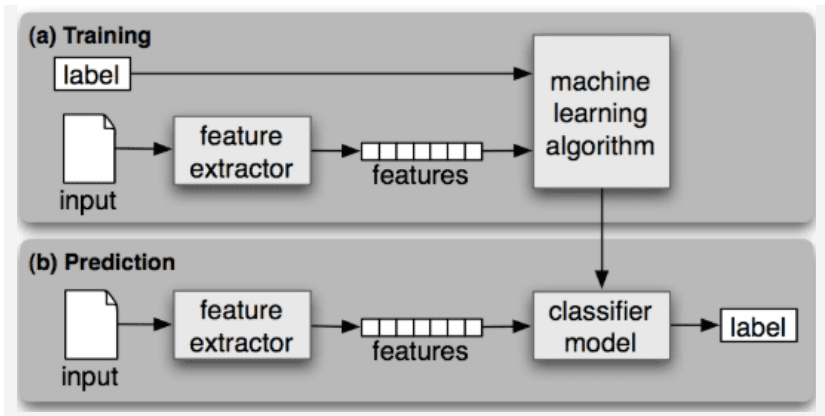 (a) Training
label
machine
learning
algorithm
feature
extractor
features
input
(b) Prediction
feature
extractor
features
classifier
model
label
input